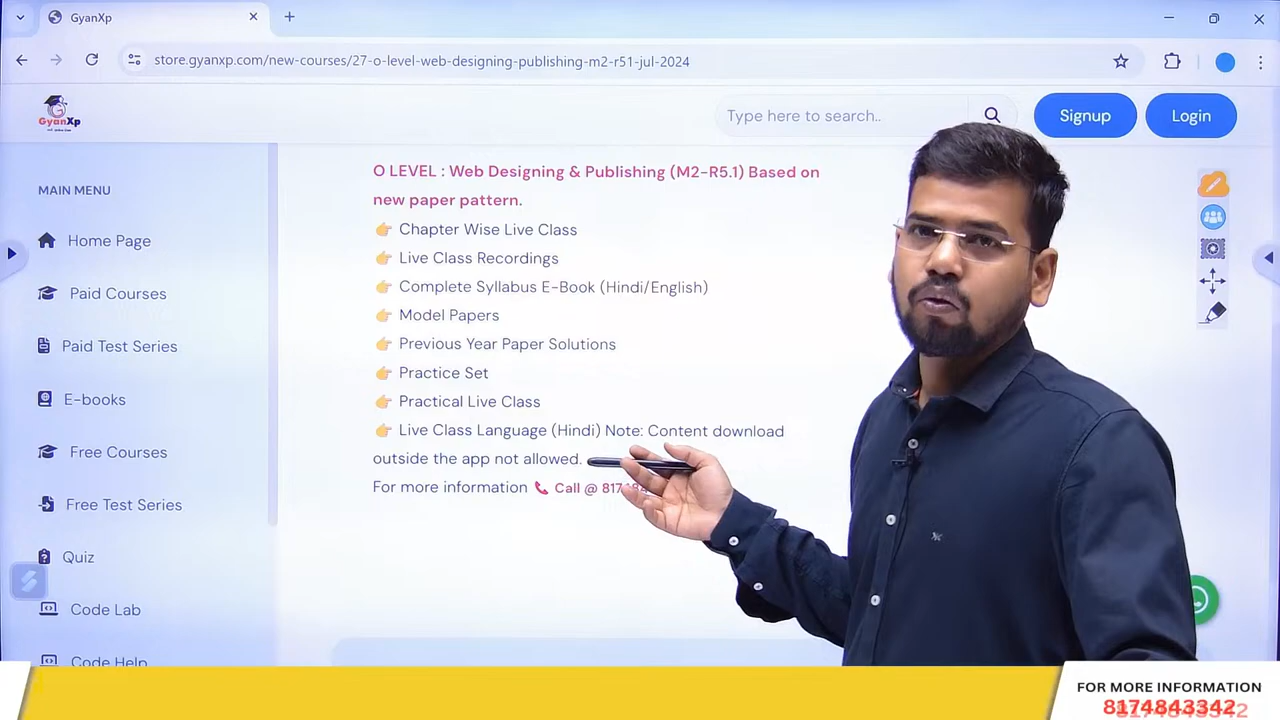 GyanXp
store.gyanxp.com/new-courses/27-o-level-web-designing-publishing-m2-r51-jul-2024
GyanXp
Type here to search..
Signup
Login
MAIN MENU
Home Page
Paid Courses
Paid Test Series
E-books
Free Courses
Free Test Series
Quiz
Code Lab
Code Help
O LEVEL : Web Designing & Publishing (M2-R5.1) Based on
new paper pattern.
Chapter Wise Live Class
Live Class Recordings
Complete Syllabus E-Book (Hindi/English)
Model Papers
Previous Year Paper Solutions
Practice Set
Practical Live Class
Live Class Language (Hindi) Note: Content download
outside the app not allowed.
For more information Call @
FOR MORE INFORMATION
8174843342